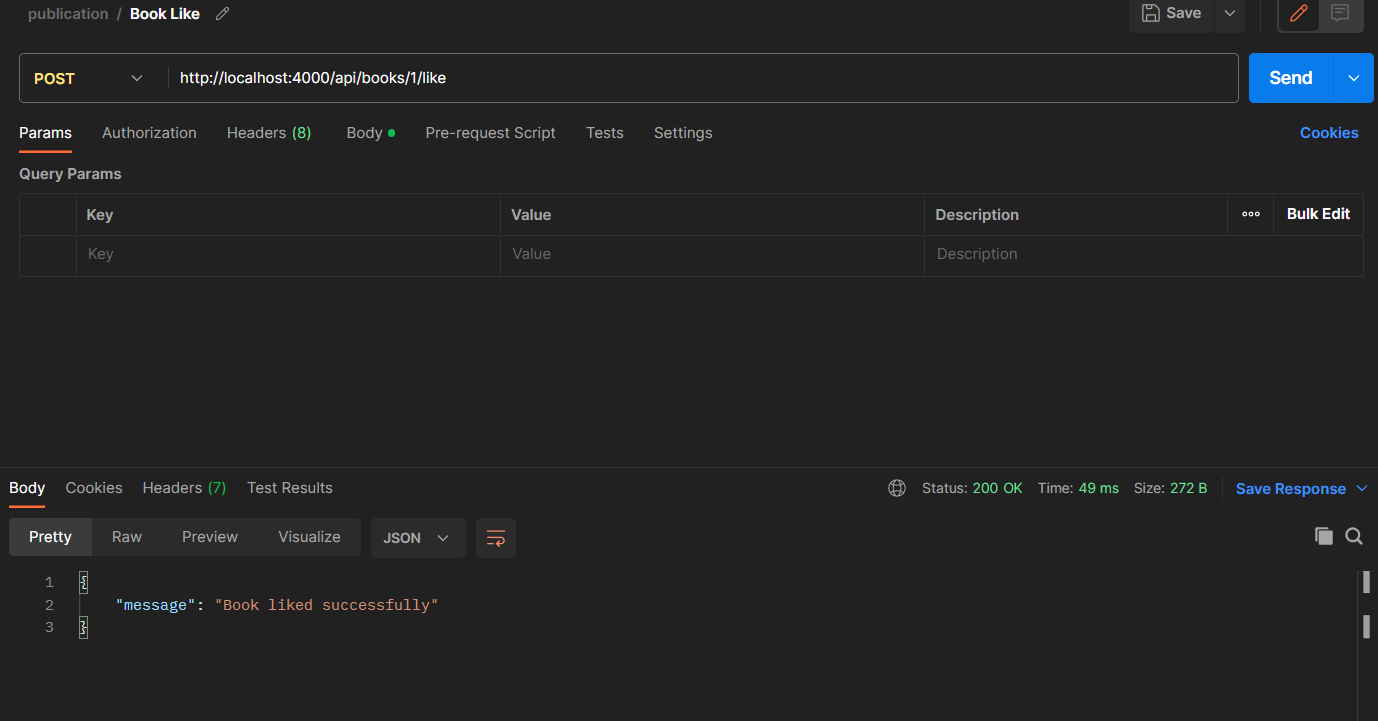 publication / Book Like
Save
POST http://localhost:4000/api/books/1/like Send
Params Authorization Headers (8) Body Pre-request Script Tests Settings Cookies
Query Params
Key Value Description Bulk Edit
Key Value Description
Body Cookies Headers (7) Test Results Status: 200 OK Time: 49 ms Size: 272 B Save Response
Pretty Raw Preview Visualize JSON
1 {
2 "message": "Book liked successfully"
3 }